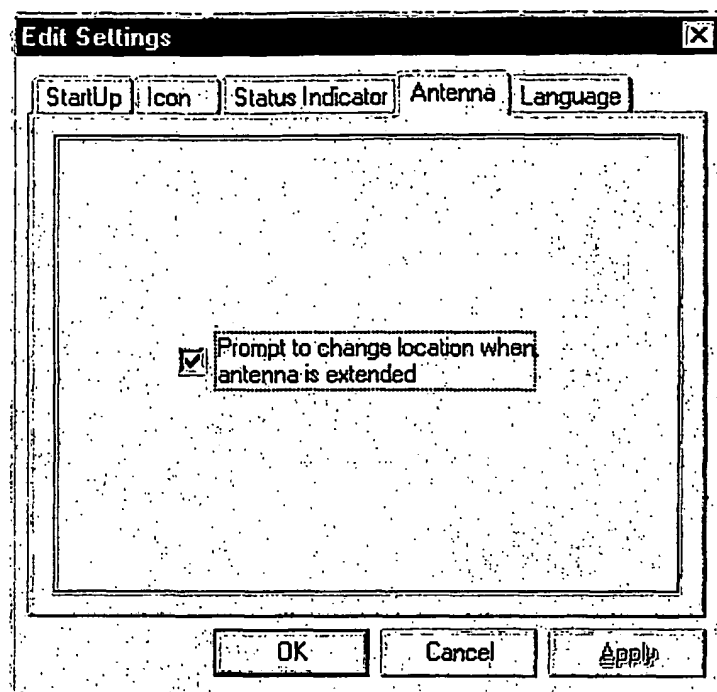 Edit Settings
StartUp Icon Status Indicator Antenna Language
Prompt to change location when
antenna is extended
OK Cancel Apply